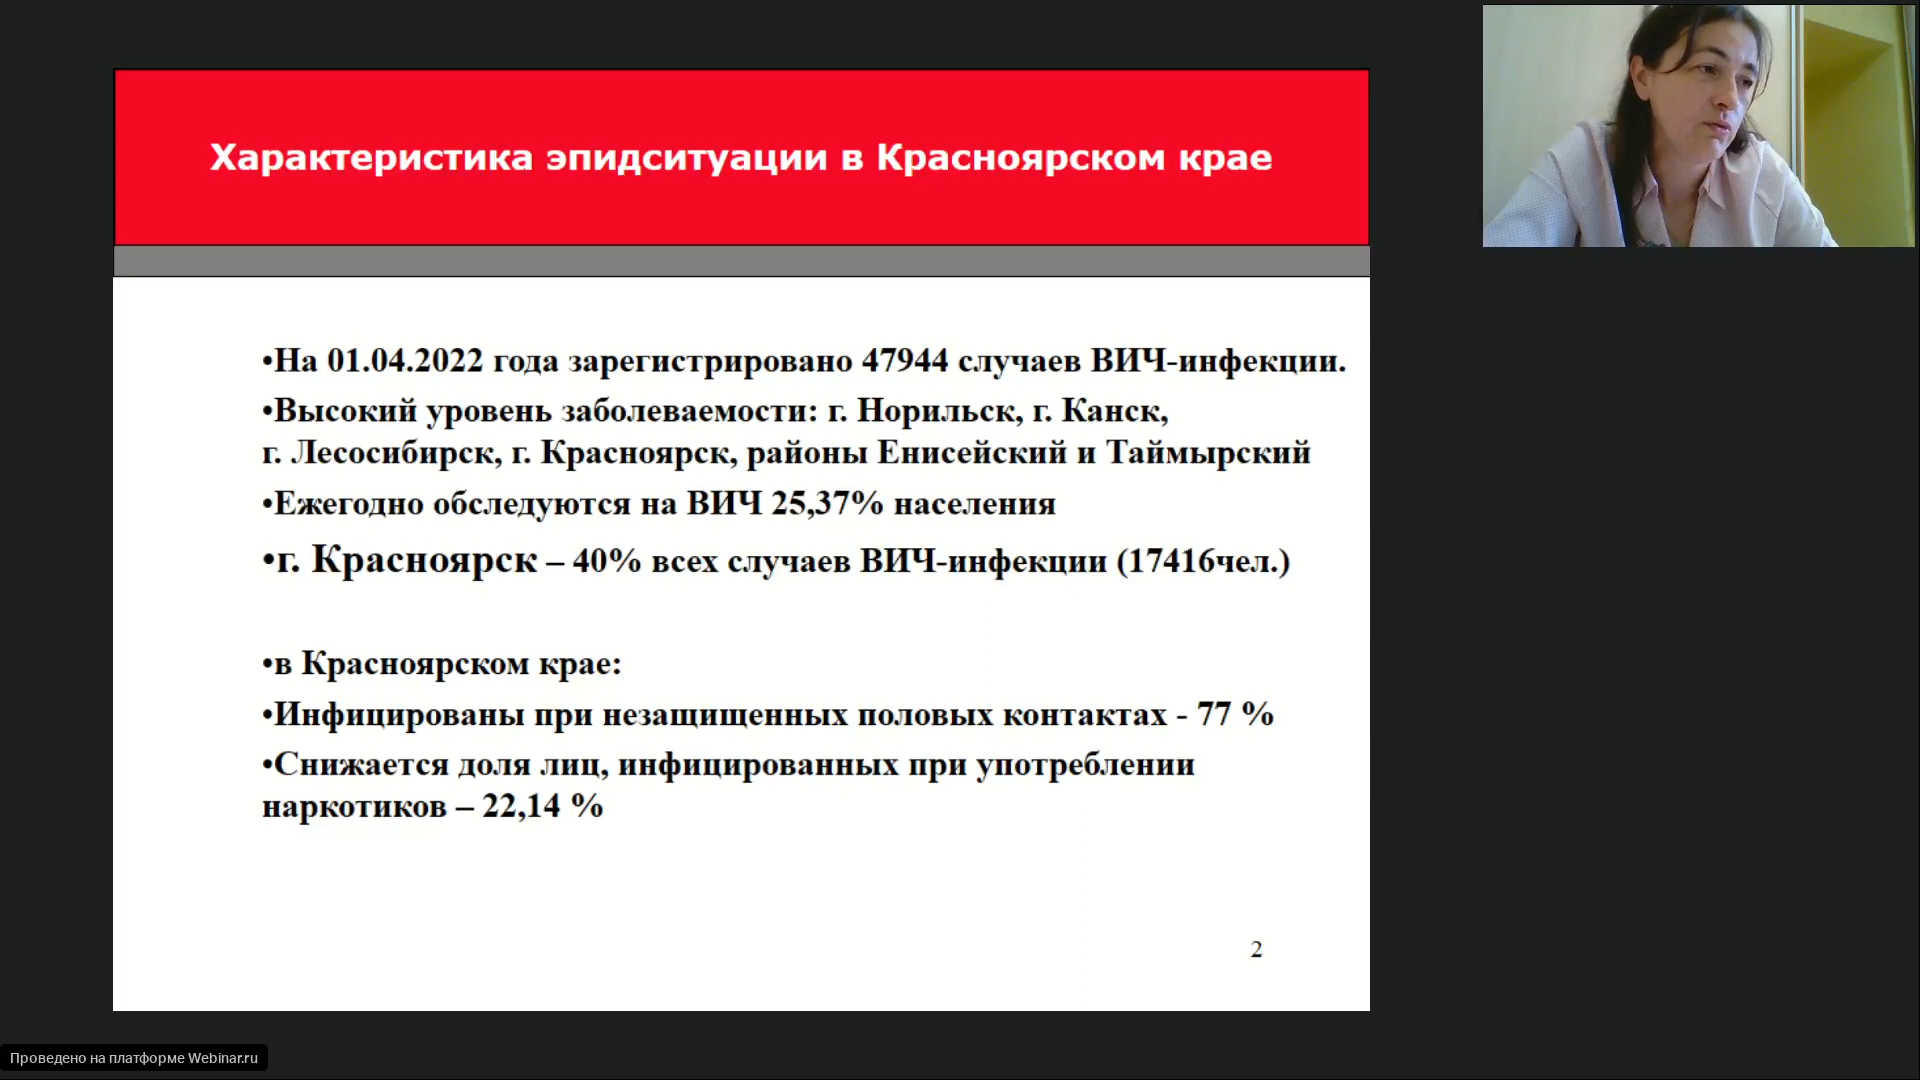 Характеристика эпидситуации в Красноярском крае
•На 01.04.2022 года зарегистрировано 47944 случаев ВИЧ-инфекции.
•Высокий уровень заболеваемости: г. Норильск, г. Канск,
г. Лесосибирск, г. Красноярск, районы Енисейский и Таймырский
•Ежегодно обследуются на ВИЧ 25,37% населения
•г. Красноярск – 40% всех случаев ВИЧ-инфекции (17416чел.)
•в Красноярском крае:
•Инфицированы при незащищенных половых контактах - 77 %
•Снижается доля лиц, инфицированных при употреблении
наркотиков – 22,14 %
2
Проведено на платформе Webinar.ru